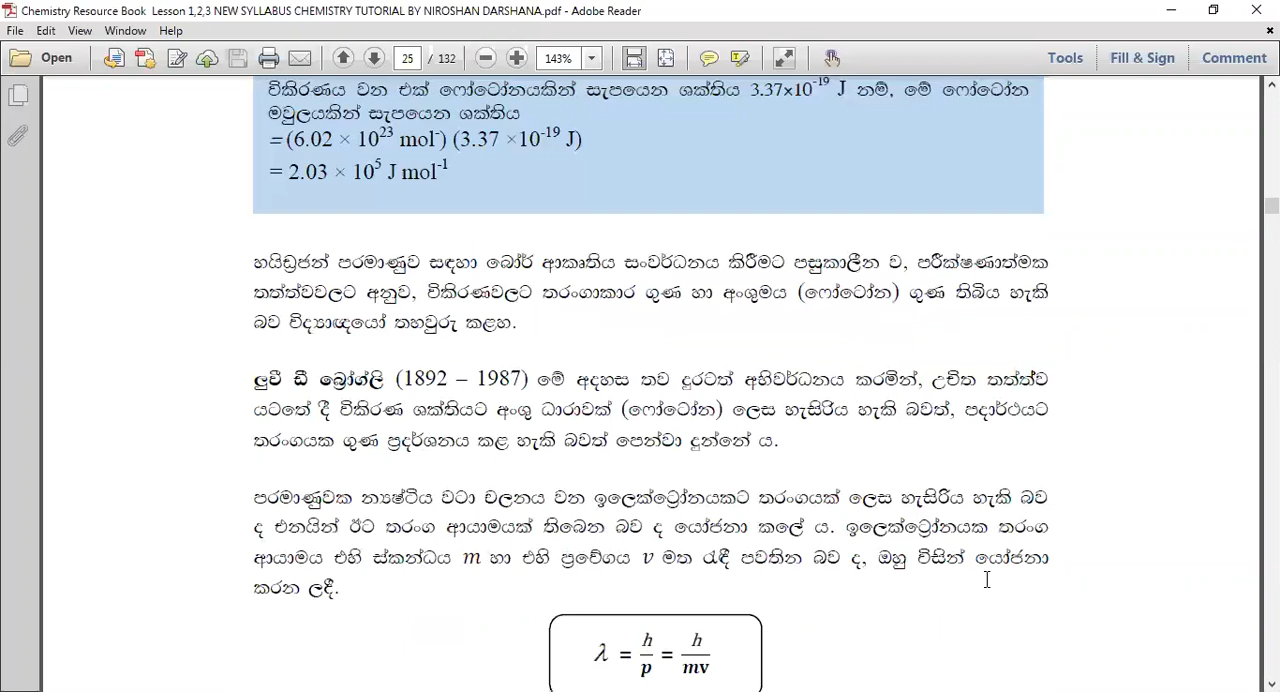 Chemistry Resource Book Lesson 1,2,3 NEW SYLLABUS CHEMISTRY TUTORIAL BY NIROSHAN DARSHANA.pdf - Adobe Reader
File Edit View Window Help
Open 25 / 132 143% Tools Fill & Sign Comment
විකිරණය වන එක් ෆෝටෝනයකින් සැපයෙන ශක්තිය 3.37×10⁻¹⁹ J නම්, මේ ෆෝටෝන
මවුලයකින් සැපයෙන ශක්තිය
= (6.02 × 10²³ mol⁻) (3.37 ×10⁻¹⁹ J)
= 2.03 × 10⁵ J mol⁻¹
හයිඩ්‍රජන් පරමාණුව සඳහා බෝර් ආකෘතිය සංවර්ධනය කිරීමට පසුකාලීන ව, පරීක්ෂණාත්මක
තත්ත්වවලට අනුව, විකිරණවලට තරංගාකාර ගුණ හා අංශුමය (ෆෝටෝන) ගුණ තිබිය හැකි
බව විද්‍යාඥයෝ තහවුරු කළහ.
ලුවී ඩී බ්‍රෝග්ලි (1892 – 1987) මේ අදහස තව දුරටත් අභිවර්ධනය කරමින්, උචිත තත්ත්ව
යටතේ දී විකිරණ ශක්තියට අංශු ධාරාවක් (ෆෝටෝන) ලෙස හැසිරිය හැකි බවත්, පදාර්ථයට
තරංගයක ගුණ ප්‍රදර්ශනය කළ හැකි බවත් පෙන්වා දුන්නේ ය.
පරමාණුවක න්‍යෂ්ටිය වටා චලනය වන ඉලෙක්ට්‍රෝනයකට තරංගයක් ලෙස හැසිරිය හැකි බව
ද එනයින් ඊට තරංග ආයාමයක් තිබෙන බව ද යෝජනා කලේ ය. ඉලෙක්ට්‍රෝනයක තරංග
ආයාමය එහි ස්කන්ධය m හා එහි ප්‍රවේගය v මත රැඳී පවතින බව ද, ඔහු විසින් යෝජනා
කරන ලදී.
λ = h/p = h/mv